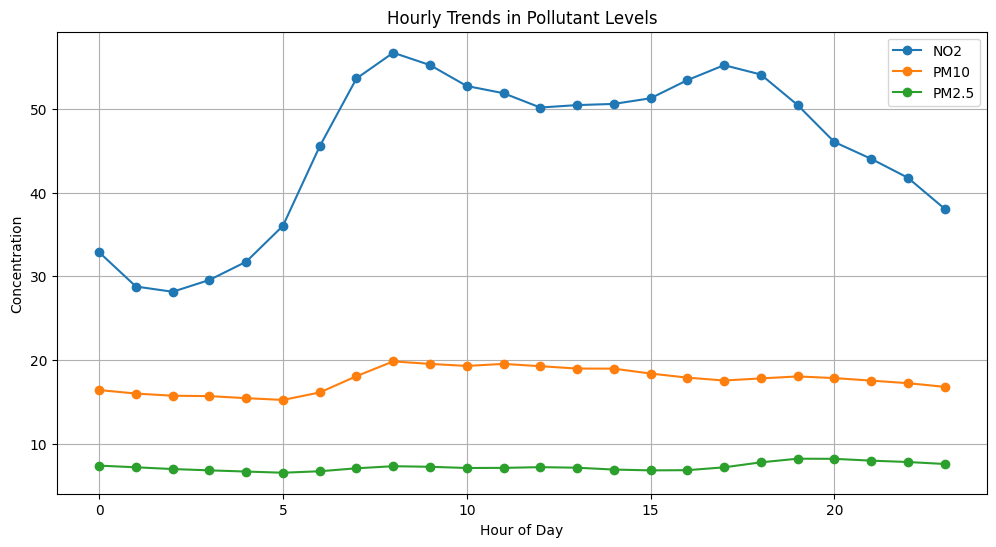 Hourly Trends in Pollutant Levels
NO2
PM10
PM2.5
50
40
30
20
10
Concentration
0 5 10 15 20
Hour of Day